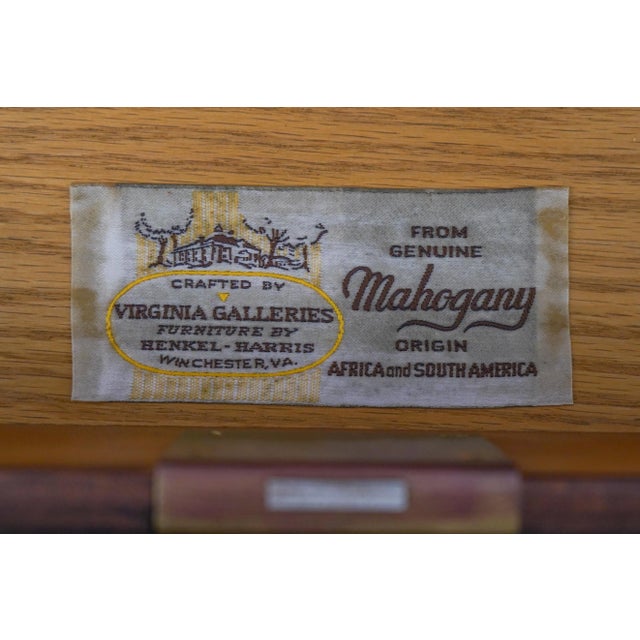 CRAFTED BY
VIRGINIA GALLERIES
FURNITURE BY
HENKEL-HARRIS
WINCHESTER, VA.
FROM
GENUINE
Mahogany
ORIGIN
AFRICA and SOUTH AMERICA